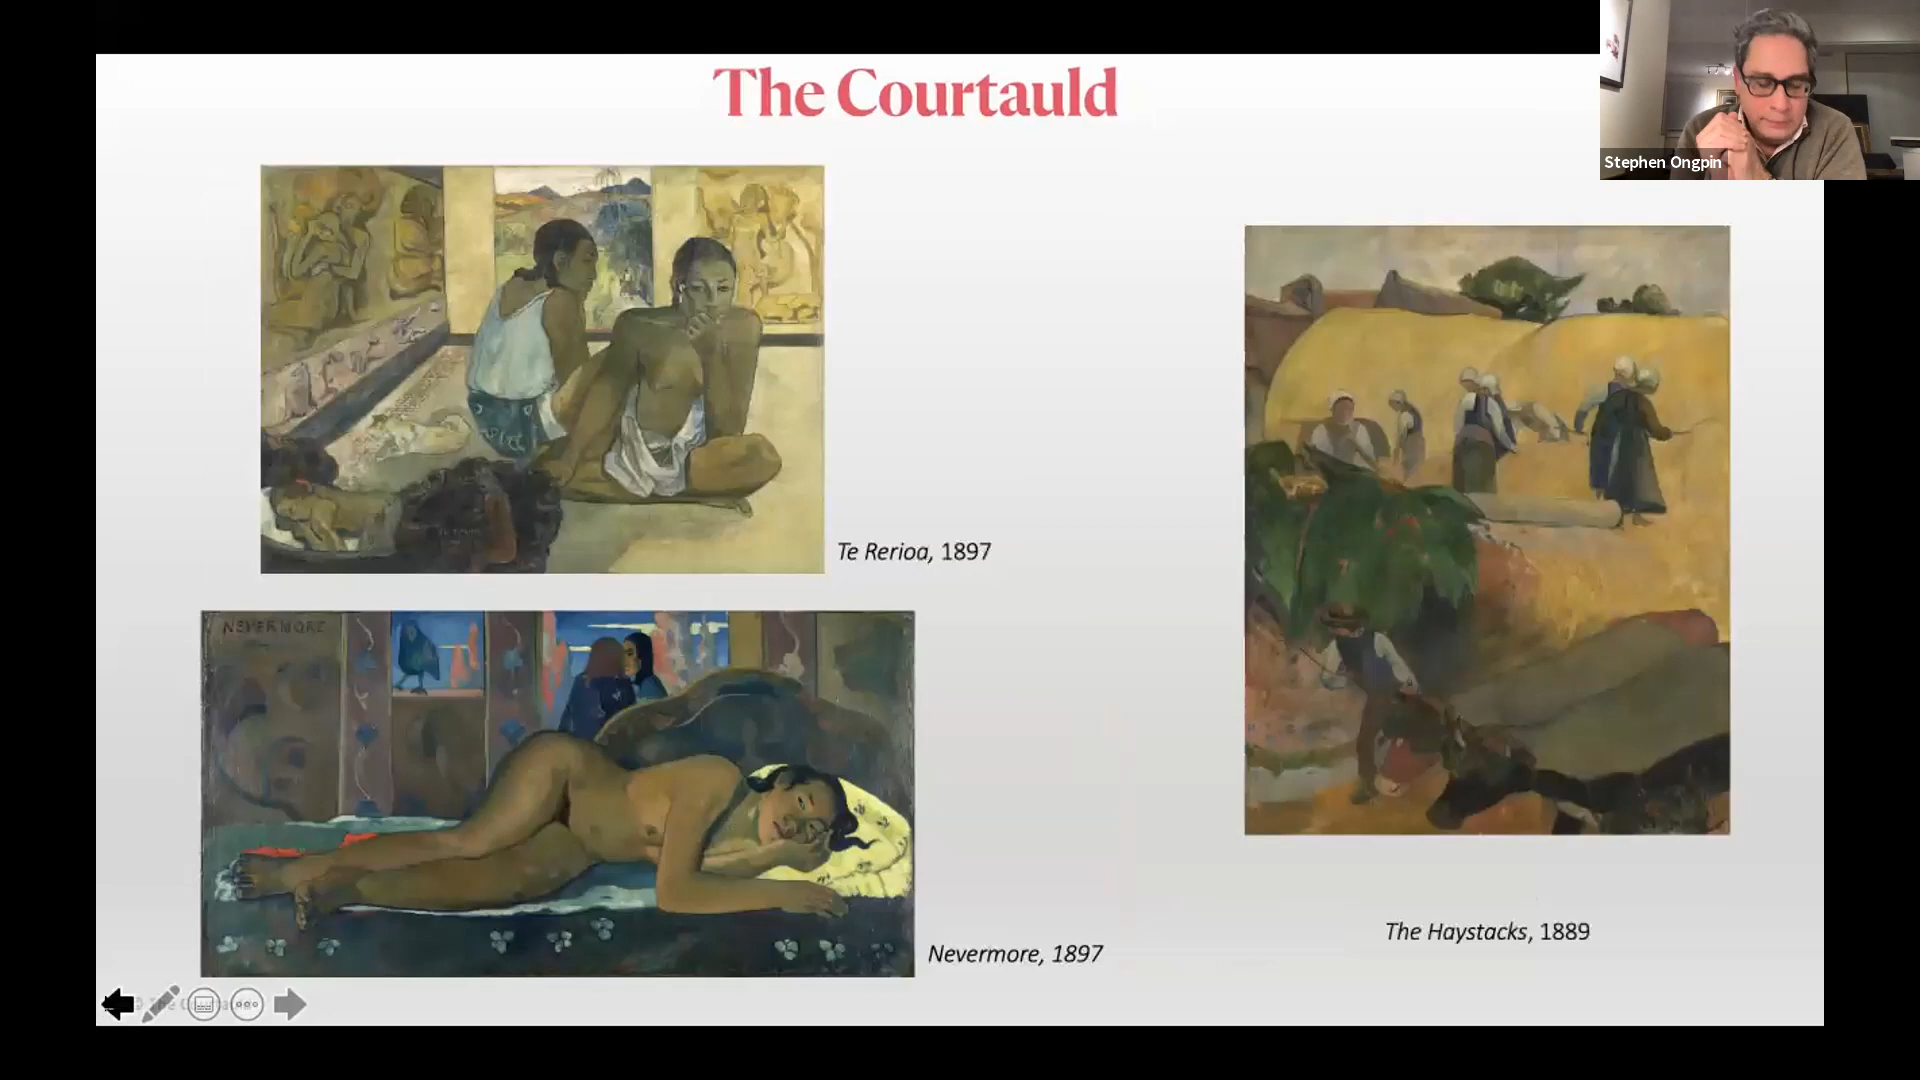 The Courtauld
Stephen Ongpin
Te Rerioa, 1897
NEVERMORE
Nevermore, 1897
The Haystacks, 1889